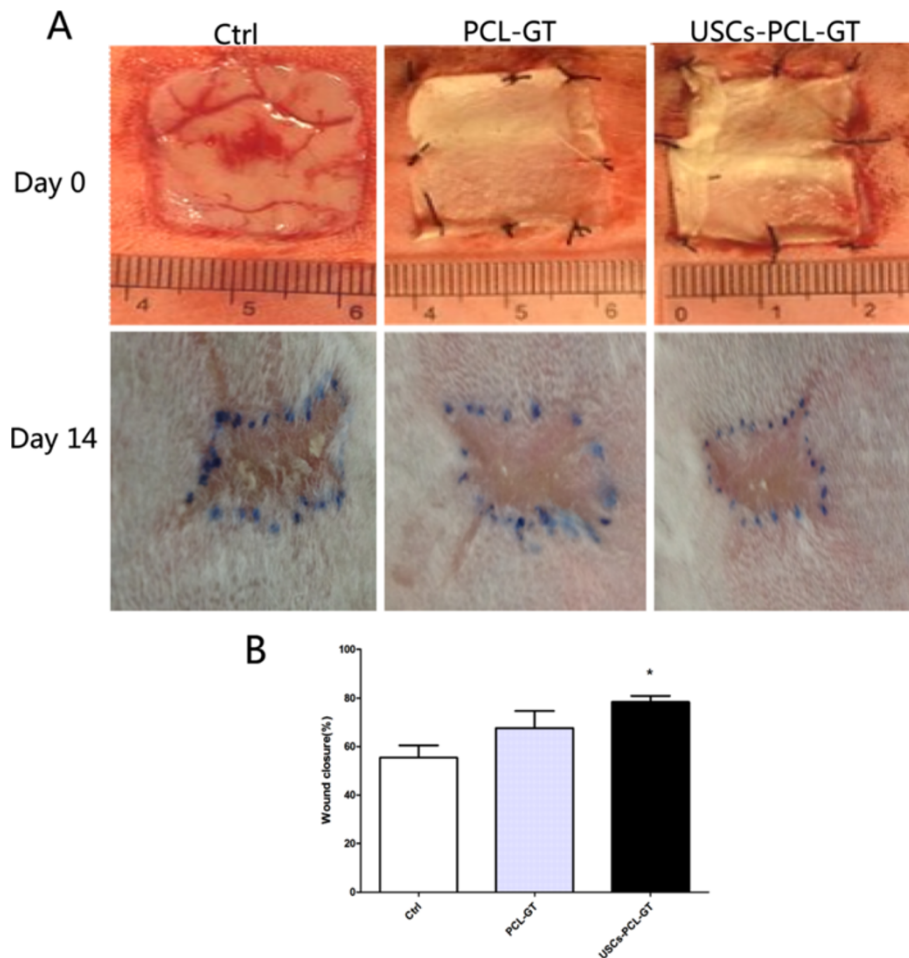 A
Ctrl PCL-GT USCs-PCL-GT
Day 0
4 5 6 4 5 6 0 1 2
Day 14
B
100
*
80
60
40
20
0
Wound closure(%)
Ctrl PCL-GT USCs-PCL-GT